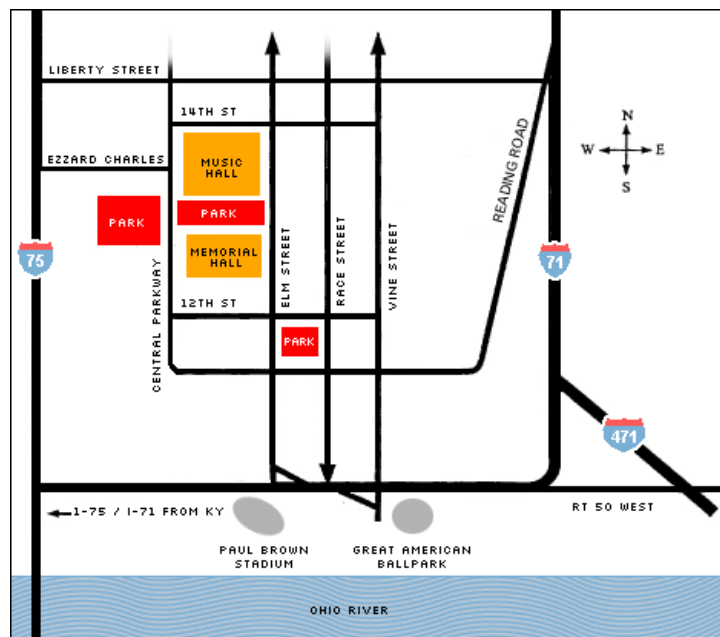 LIBERTY STREET
14TH ST
EZZARD CHARLES
MUSIC
HALL
N
W E
S
READING ROAD
PARK
PARK
75
MEMORIAL
HALL
ELM STREET
RACE STREET
VINE STREET
71
CENTRAL PARKWAY
12TH ST
PARK
471
1-75 / I-71 FROM KY
RT 50 WEST
PAUL BROWN
STADIUM
GREAT AMERICAN
BALLPARK
OHIO RIVER